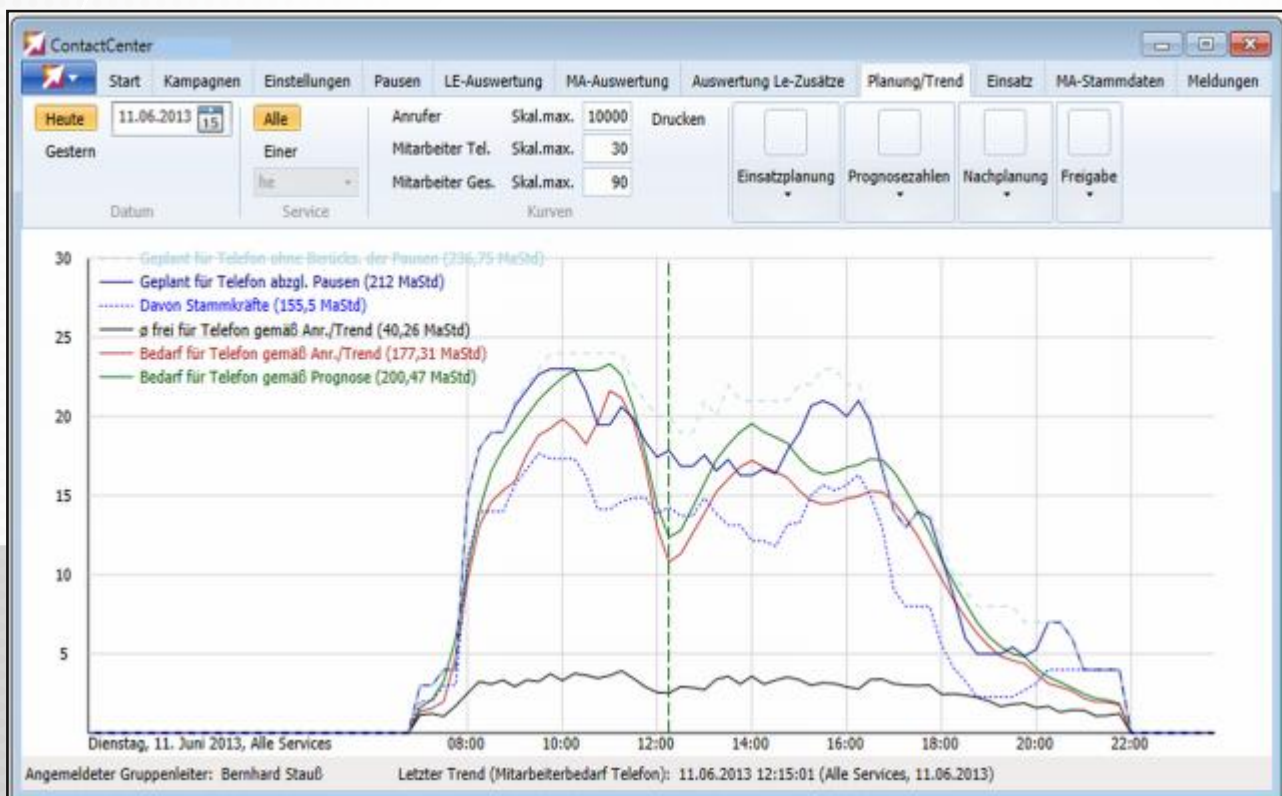 ContactCenter
Start Kampagnen Einstellungen Pausen LE-Auswertung MA-Auswertung Auswertung Le-Zusätze Planung/Trend Einsatz MA-Stammdaten Meldungen
Heute 11.06.2013 15 Alle Anrufer Skal.max. 10000 Drucken
Gestern Einer Mitarbeiter Tel. Skal.max. 30
he Mitarbeiter Ges. Skal.max. 90
Einsatzplanung Prognosezahlen Nachplanung Freigabe
Datum Service Kurven
30 Geplant für Telefon ohne Berücks. der Pausen (236,75 MaStd)
Geplant für Telefon abzgl. Pausen (212 MaStd)
Davon Stammkräfte (155,5 MaStd)
25 ø frei für Telefon gemäß Anr./Trend (40,26 MaStd)
Bedarf für Telefon gemäß Anr./Trend (177,31 MaStd)
Bedarf für Telefon gemäß Prognose (200,47 MaStd)
20
15
10
5
Dienstag, 11. Juni 2013, Alle Services 08:00 10:00 12:00 14:00 16:00 18:00 20:00 22:00
Angemeldeter Gruppenleiter: Bernhard Stauß Letzter Trend (Mitarbeiterbedarf Telefon): 11.06.2013 12:15:01 (Alle Services, 11.06.2013)